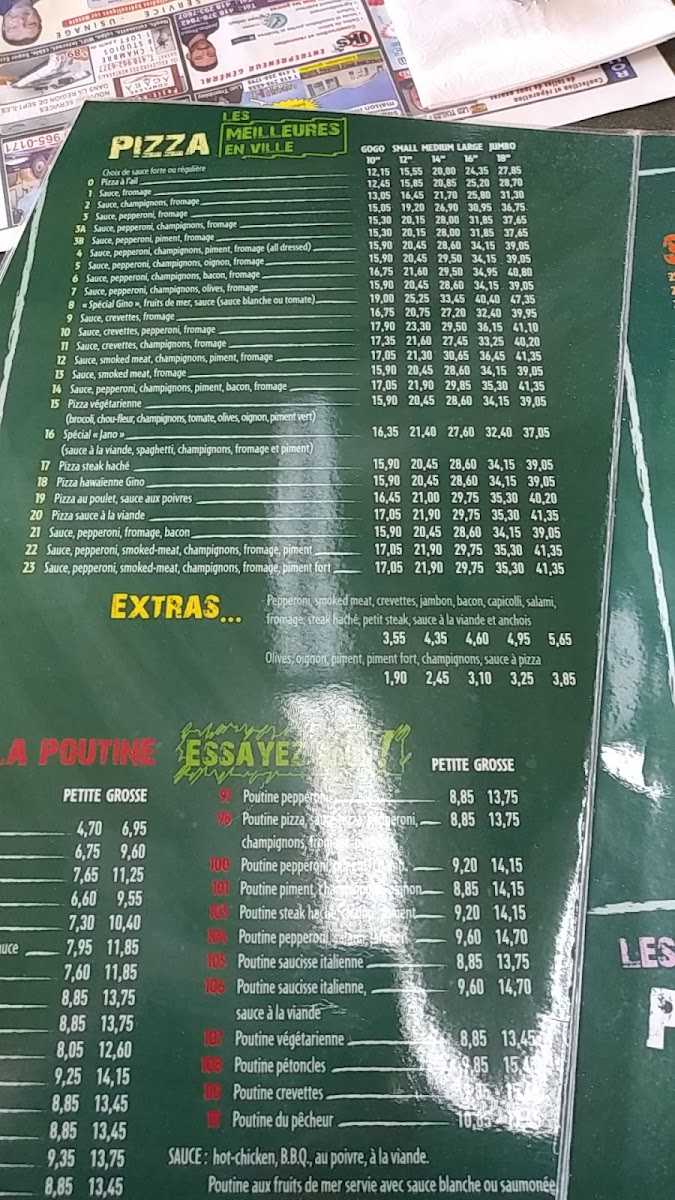 JKS
ENTREPRENEUR GÉNÉRAL
USINAGE
965-0171
PIZZA
LES
MEILLEURES
EN VILLE
GOGO SMALL MEDIUM LARGE JUMBO
10" 12" 14" 16" 18"
Choix de sauce forte ou régulière
0 Pizza à l'ail 12,15 15,55 20,00 24,35 27,85
1 Sauce, fromage 12,45 15,85 20,85 25,20 28,70
2 Sauce, champignons, fromage 13,05 16,45 21,70 25,80 31,30
3 Sauce, pepperoni, fromage 15,05 19,20 26,90 30,95 36,75
3A Sauce, pepperoni, champignons, fromage 15,30 20,15 28,00 31,85 37,65
3B Sauce, pepperoni, piment, fromage 15,30 20,15 28,00 31,85 37,65
4 Sauce, pepperoni, champignons, piment, fromage (all dressed) 15,90 20,45 28,60 34,15 39,05
5 Sauce, pepperoni, champignons, oignon, fromage 15,90 20,45 29,50 34,15 39,05
6 Sauce, pepperoni, champignons, bacon, fromage 16,75 21,60 29,50 34,95 40,80
7 Sauce, pepperoni, champignons, olives, fromage 15,90 20,45 28,60 34,15 39,05
8 « Spécial Gino », fruits de mer, sauce (sauce blanche ou tomate) 19,00 25,25 33,45 40,40 47,35
9 Sauce, crevettes, fromage 16,75 20,75 27,20 32,40 39,95
10 Sauce, crevettes, pepperoni, fromage 17,90 23,30 29,50 36,15 41,10
11 Sauce, crevettes, champignons, fromage 17,35 21,60 27,45 33,25 40,20
12 Sauce, smoked meat, champignons, piment, fromage 17,05 21,30 30,65 36,45 41,35
13 Sauce, smoked meat, fromage 15,90 20,45 28,60 34,15 39,05
14 Sauce, pepperoni, champignons, piment, bacon, fromage 17,05 21,90 29,85 35,30 41,35
15 Pizza végétarienne 15,90 20,45 28,60 34,15 39,05
(brocoli, chou-fleur, champignons, tomate, olives, oignon, piment vert)
16 Spécial « Jano » 16,35 21,40 27,60 32,40 37,05
(sauce à la viande, spaghetti, champignons, fromage et piment)
17 Pizza steak haché 15,90 20,45 28,60 34,15 39,05
18 Pizza hawaïenne Gino 15,90 20,45 28,60 34,15 39,05
19 Pizza au poulet, sauce aux poivres 16,45 21,00 29,75 35,30 40,20
20 Pizza sauce à la viande 17,05 21,90 29,75 35,30 41,35
21 Sauce, pepperoni, fromage, bacon 15,90 20,45 28,60 34,15 39,05
22 Sauce, pepperoni, smoked-meat, champignons, fromage, piment 17,05 21,90 29,75 35,30 41,35
23 Sauce, pepperoni, smoked-meat, champignons, fromage, piment fort 17,05 21,90 29,75 35,30 41,35
EXTRAS...
Pepperoni, smoked meat, crevettes, jambon, bacon, capicolli, salami,
fromage, steak haché, petit steak, sauce à la viande et anchois
3,55 4,35 4,60 4,95 5,65
Olives, oignon, piment, piment fort, champignons, sauce à pizza
1,90 2,45 3,10 3,25 3,85
LA POUTINE
PETITE GROSSE
4,70 6,95
6,75 9,60
7,65 11,25
6,60 9,55
7,30 10,40
7,95 11,85
7,60 11,85
8,85 13,75
8,85 13,75
8,05 12,60
9,25 14,15
8,85 13,45
8,85 13,45
9,35 13,75
8,85 13,45
PETITE GROSSE
97 Poutine pepperoni 8,85 13,75
98 Poutine pizza, pepperoni, 8,85 13,75
champignons,
100 Poutine pepperoni, 9,20 14,15
101 Poutine piment, 8,85 14,15
103 Poutine steak haché, 9,20 14,15
104 Poutine pepperoni, 9,60 14,70
105 Poutine saucisse italienne 8,85 13,75
106 Poutine saucisse italienne, 9,60 14,70
sauce à la viande
107 Poutine végétarienne 8,85 13,45
108 Poutine pétoncles
110 Poutine crevettes
Poutine du pêcheur
SAUCE : hot-chicken, B.B.Q., au poivre, à la viande.
Poutine aux fruits de mer servie avec sauce blanche ou saumonée
LES
P